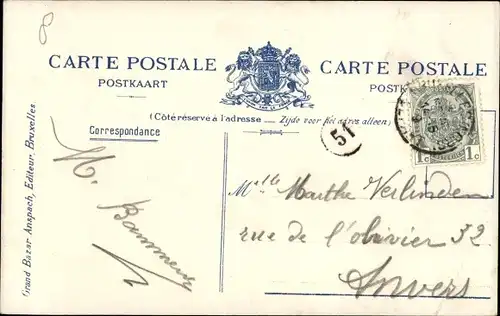 8
CARTE POSTALE
POSTKAART
CARTE POSTALE
POSTK
(Côté réservé à l'adresse — Zijde voor het adres alleen)
Correspondance
51
1c 1c
Grand Bazar Anspach, Editeur, Bruxelles
M.
Mlle Marthe Verlinden
rue de l'olivier 32
Anvers